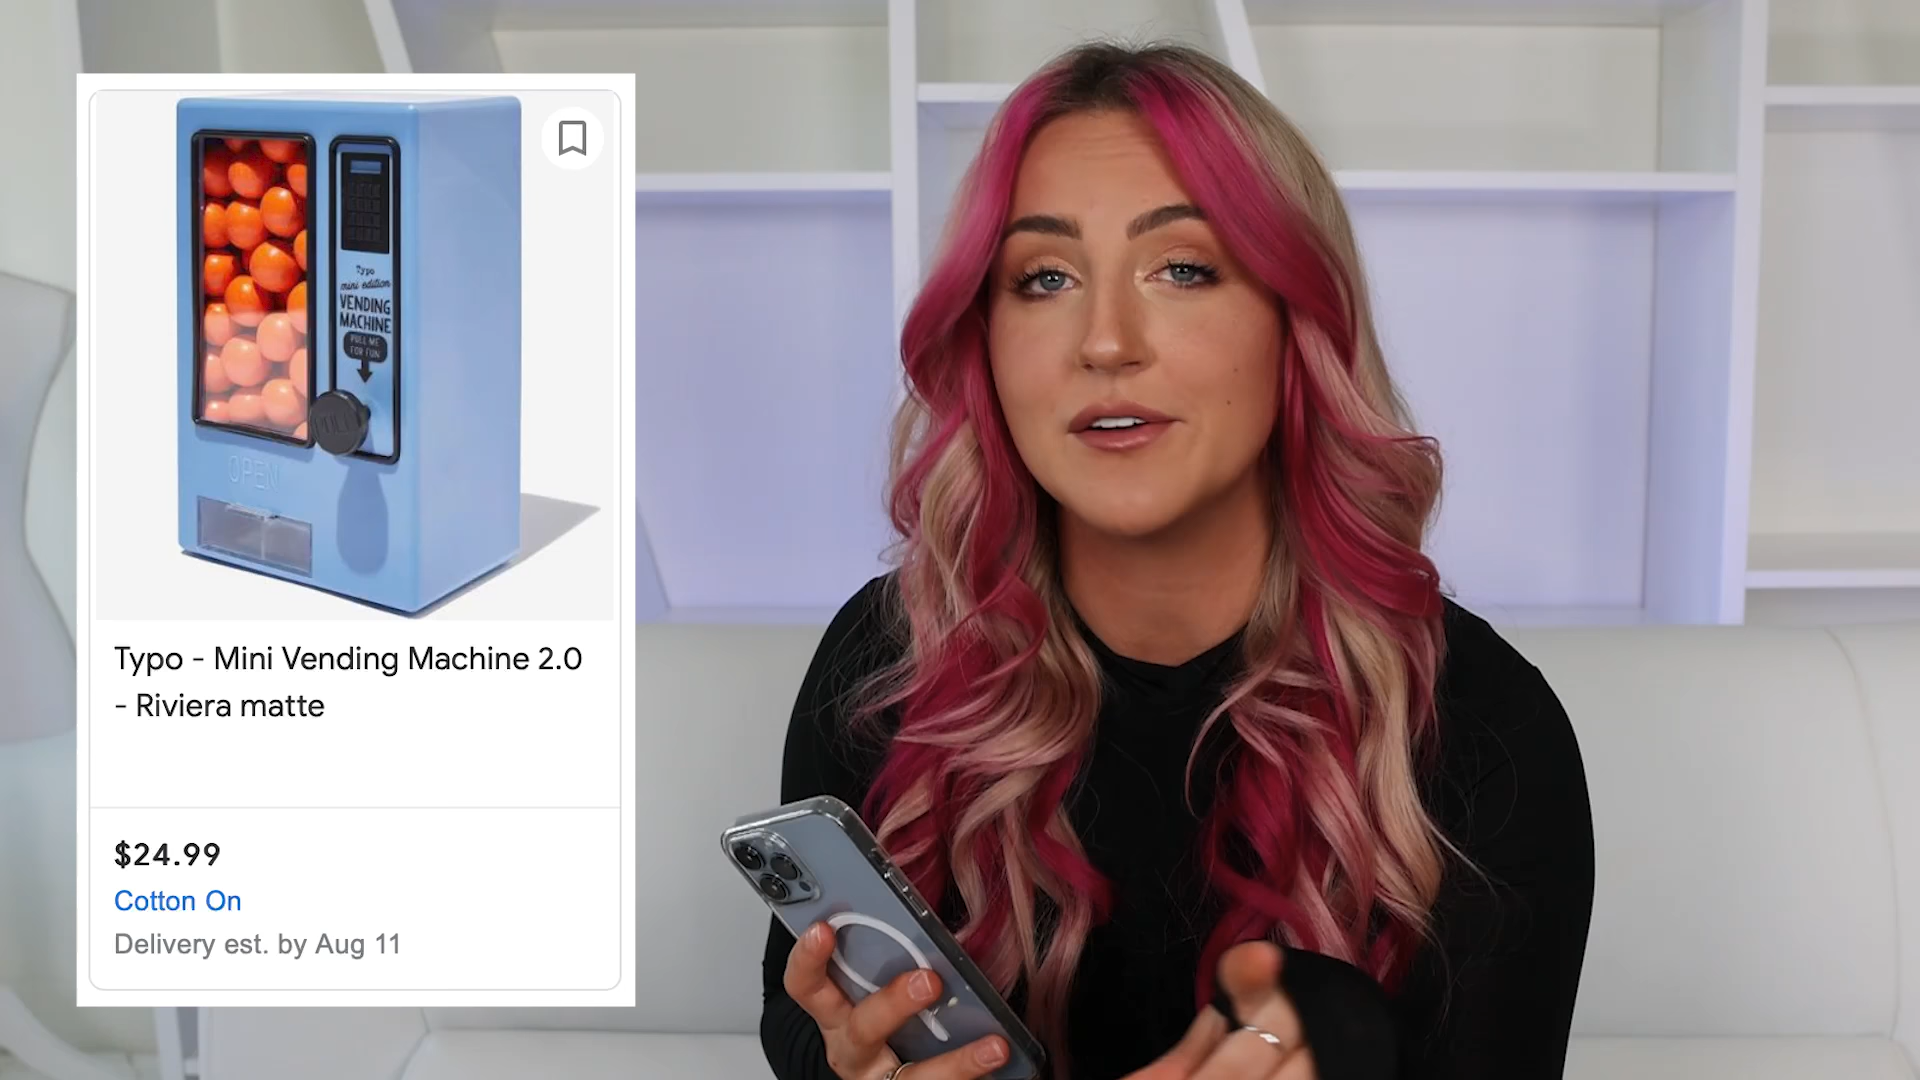 Typo
mini edition
VENDING
MACHINE
PULL ME
FOR FUN
PULL
OPEN
Typo - Mini Vending Machine 2.0
- Riviera matte
$24.99
Cotton On
Delivery est. by Aug 11